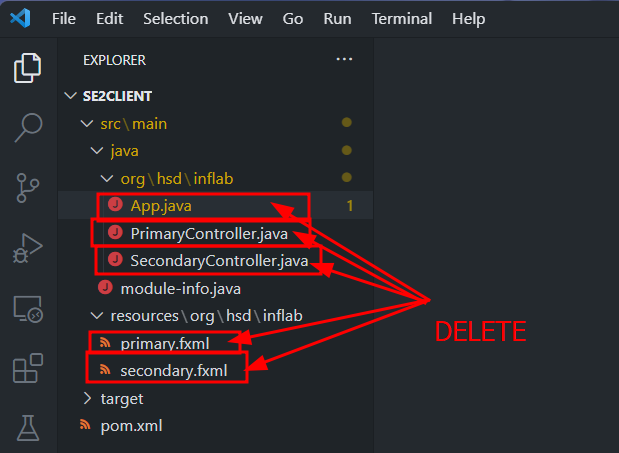 File Edit Selection View Go Run Terminal Help
EXPLORER ...
SE2CLIENT
src\main
java
org\hsd\inflab
J App.java 1
J PrimaryController.java
J SecondaryController.java
J module-info.java
resources\org\hsd\inflab
primary.fxml
secondary.fxml
target
pom.xml
DELETE